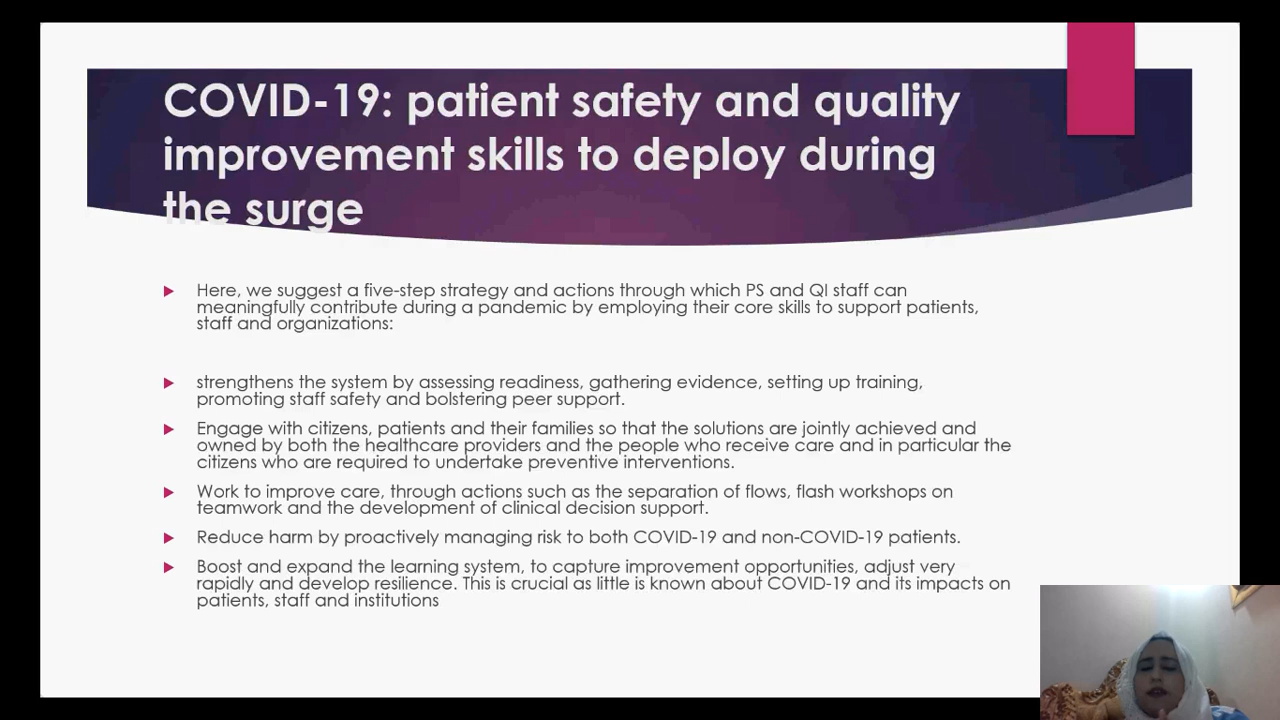 COVID-19: patient safety and quality
improvement skills to deploy during
the surge
Here, we suggest a five-step strategy and actions through which PS and QI staff can
meaningfully contribute during a pandemic by employing their core skills to support patients,
staff and organizations:
strengthens the system by assessing readiness, gathering evidence, setting up training,
promoting staff safety and bolstering peer support.
Engage with citizens, patients and their families so that the solutions are jointly achieved and
owned by both the healthcare providers and the people who receive care and in particular the
citizens who are required to undertake preventive interventions.
Work to improve care, through actions such as the separation of flows, flash workshops on
teamwork and the development of clinical decision support.
Reduce harm by proactively managing risk to both COVID-19 and non-COVID-19 patients.
Boost and expand the learning system, to capture improvement opportunities, adjust very
rapidly and develop resilience. This is crucial as little is known about COVID-19 and its impacts on
patients, staff and institutions